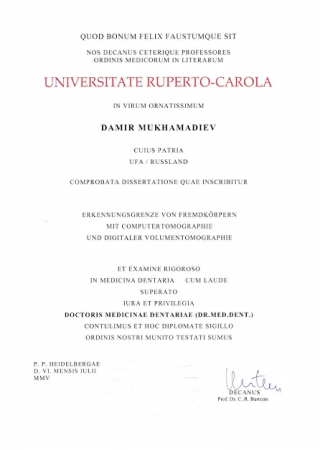 QUOD BONUM FELIX FAUSTUMQUE SIT
NOS DECANUS CETERIQUE PROFESSORES
ORDINIS MEDICORUM IN LITERARUM
UNIVERSITATE RUPERTO-CAROLA
IN VIRUM ORNATISSIMUM
DAMIR MUKHAMADIEV
CUIUS PATRIA
UFA / RUSSLAND
COMPROBATA DISSERTATIONE QUAE INSCRIBITUR
ERKENNUNGSGRENZE VON FREMDKÖRPERN
MIT COMPUTERTOMOGRAPHIE
UND DIGITALER VOLUMENTOMOGRAPHIE
ET EXAMINE RIGOROSO
IN MEDICINA DENTARIA CUM LAUDE
SUPERATO
IURA ET PRIVILEGIA
DOCTORIS MEDICINAE DENTARIAE (DR.MED.DENT.)
CONTULIMUS ET HOC DIPLOMATE SIGILLO
ORDINIS NOSTRI MUNITO TESTATI SUMUS
P. P. HEIDELBERGAE
D. VI. MENSIS IULII
MMV
DECANUS
Prof. Dr. C. R. Bartram